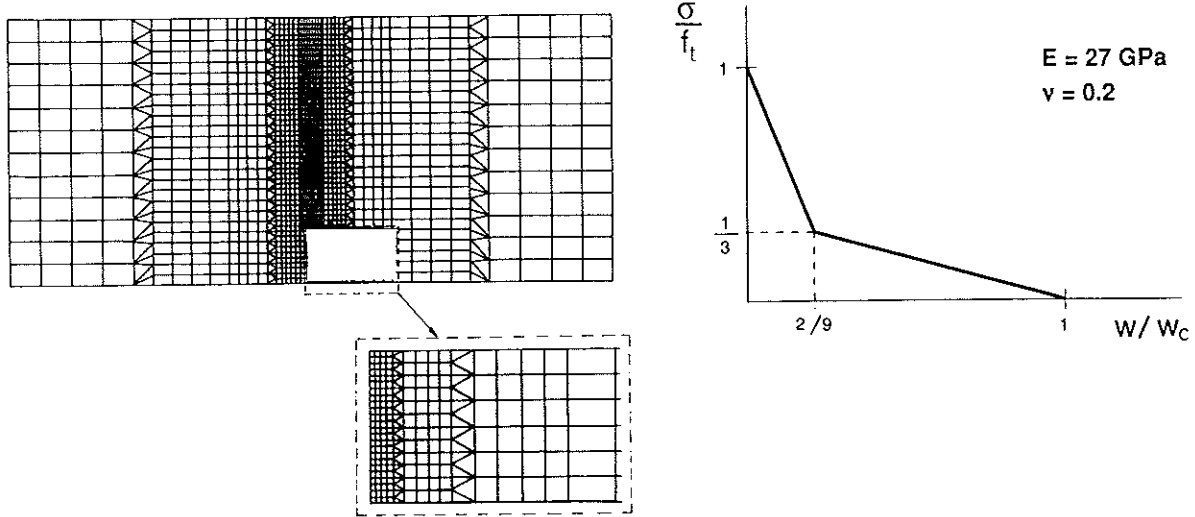 σ
f_t
1
1
3
2/9
1
W/W_c
E = 27 GPa
ν = 0.2